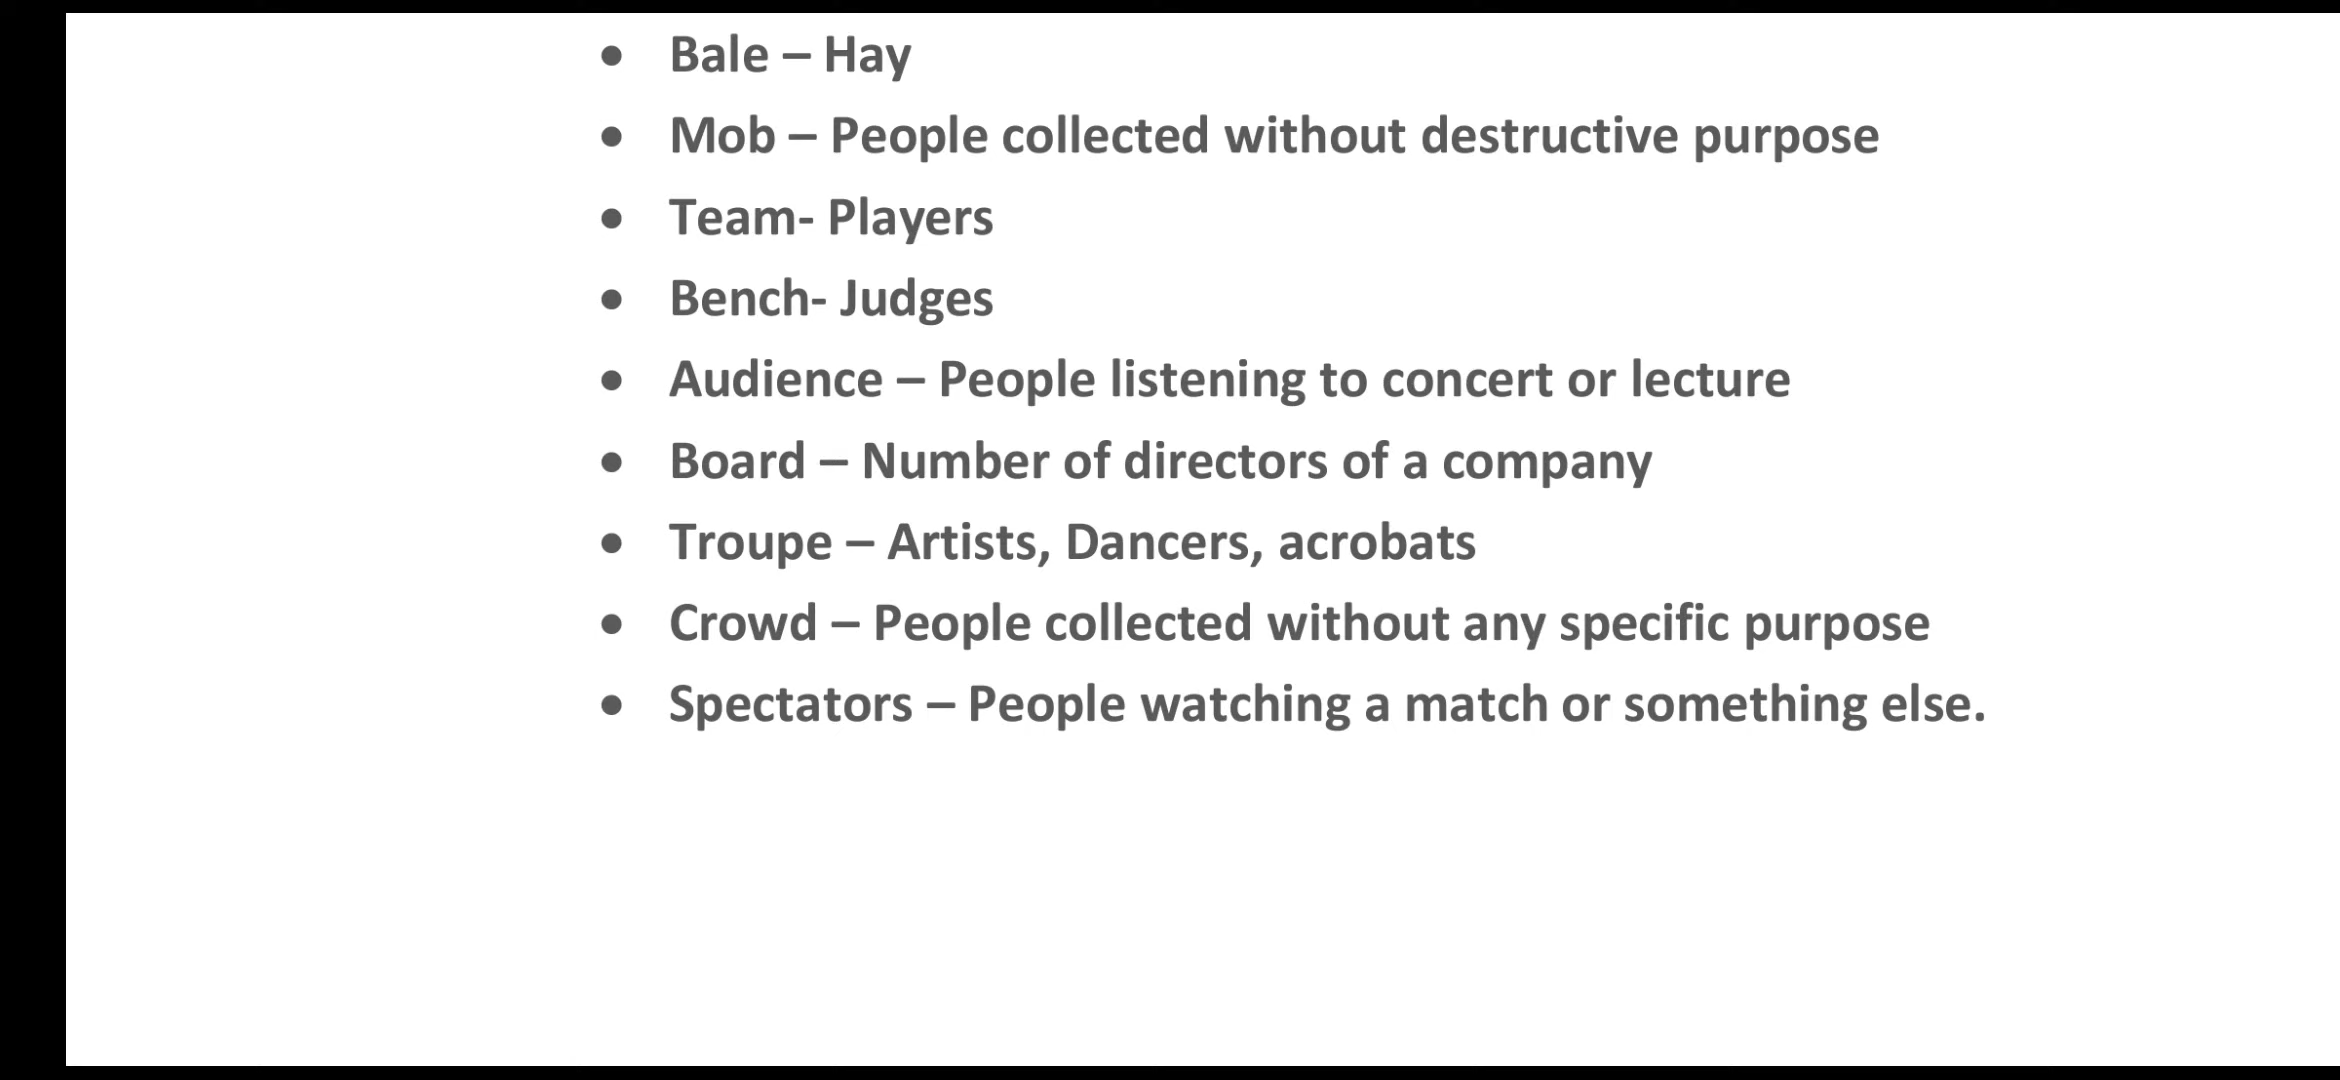 • Bale – Hay
• Mob – People collected without destructive purpose
• Team- Players
• Bench- Judges
• Audience – People listening to concert or lecture
• Board – Number of directors of a company
• Troupe – Artists, Dancers, acrobats
• Crowd – People collected without any specific purpose
• Spectators – People watching a match or something else.